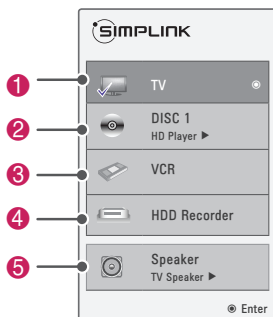 SIMPLINK
1 TV
2 DISC 1
HD Player ▶
3 VCR
4 HDD Recorder
5 Speaker
TV Speaker ▶
◉ Enter